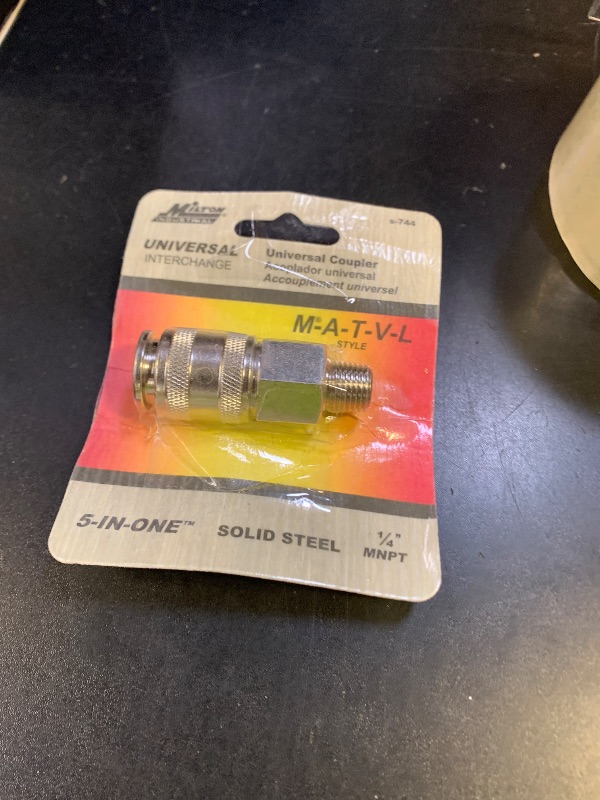 MILTON®
INDUSTRIAL
s-744
UNIVERSAL
INTERCHANGE
Universal Coupler
Acoplador universal
Accouplement universel
M®-A-T-V-L
STYLE
5-IN-ONE™
SOLID STEEL
1/4"
MNPT